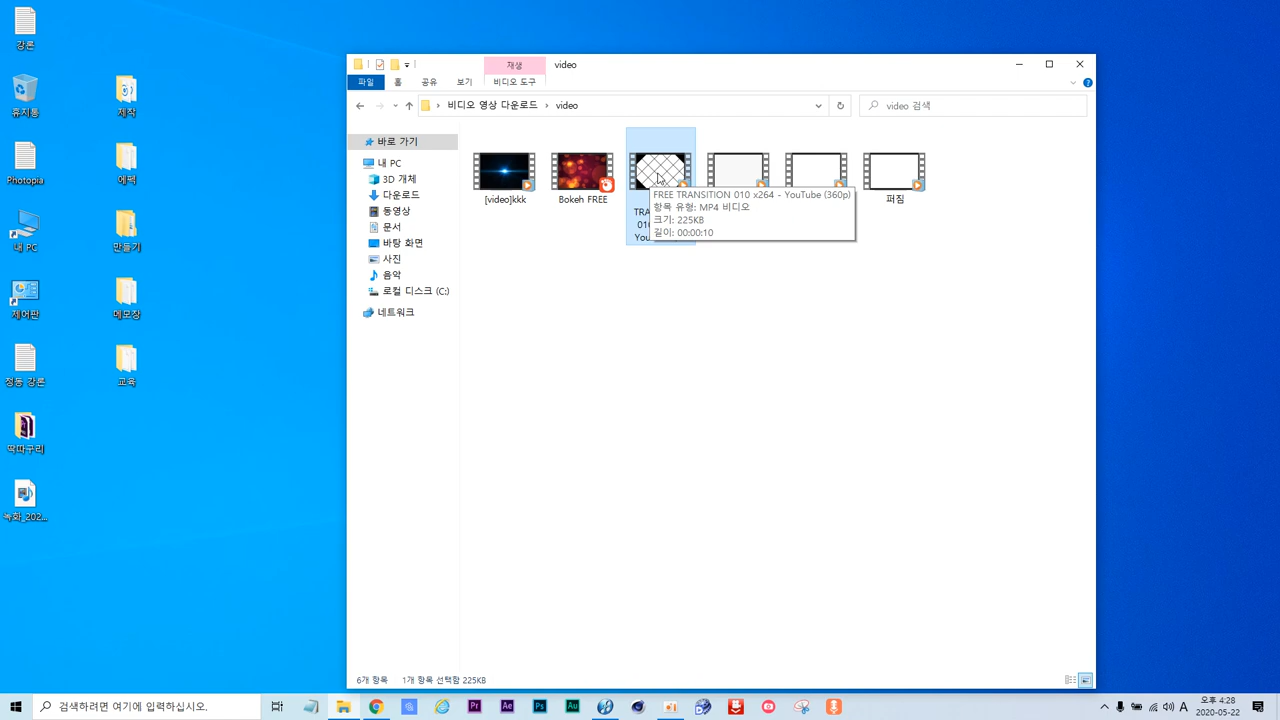 강론
휴지통
Photopia
내 PC
제어판
정동 강론
딱따구리
녹화_202...
제작
에펙
만들기
메모장
교육
재생
video
파일
홈
공유
보기
비디오 도구
비디오 영상 다운로드 › video
video 검색
바로 가기
내 PC
3D 개체
다운로드
동영상
문서
바탕 화면
사진
음악
로컬 디스크 (C:)
네트워크
[video]kkk
Bokeh FREE
퍼짐
FREE TRANSITION 010 x264 - YouTube (360p)
항목 유형: MP4 비디오
크기: 225KB
길이: 00:00:10
6개 항목
1개 항목 선택함 225KB
검색하려면 여기에 입력하십시오.
Pr
Ae
Ps
Au
A
오후 4:28
2020-05-22